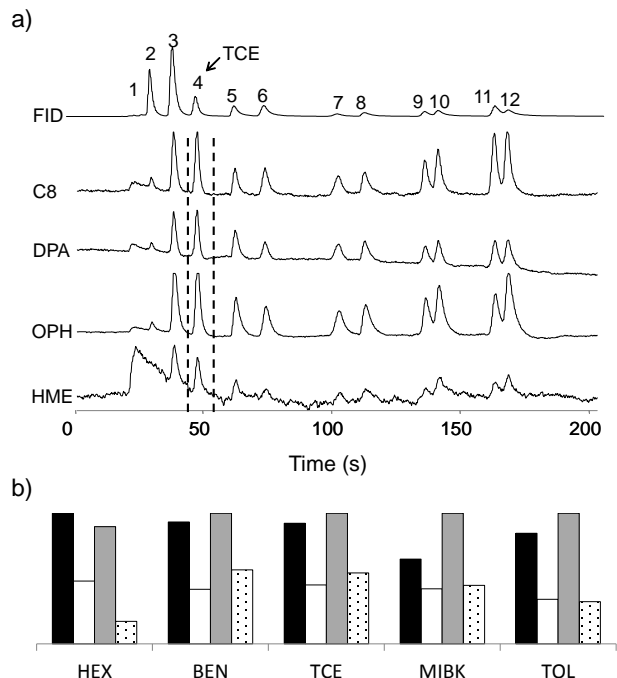 a)
3
2
TCE
1
4
5 6
7 8
9 10
11 12
FID
C8
DPA
OPH
HME
0 50 100 150 200
Time (s)
b)
HEX BEN TCE MIBK TOL